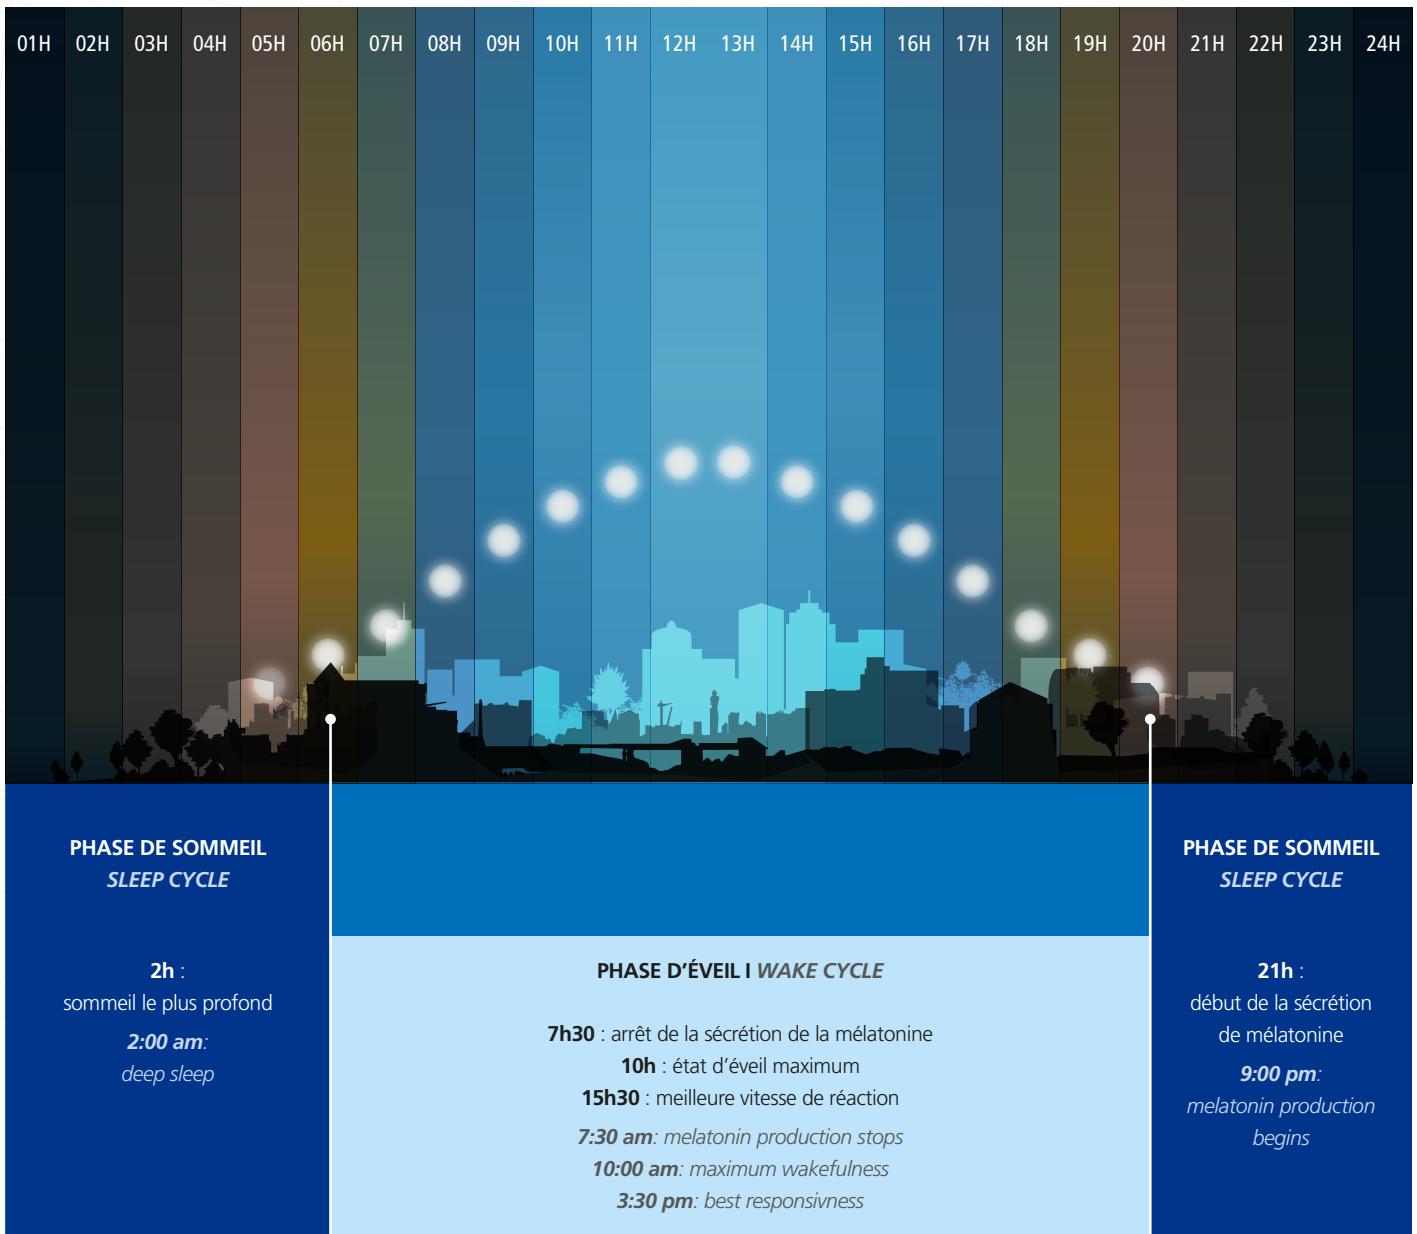 01H 02H 03H 04H 05H 06H 07H 08H 09H 10H 11H 12H 13H 14H 15H 16H 17H 18H 19H 20H 21H 22H 23H 24H
PHASE DE SOMMEIL
SLEEP CYCLE
2h :
sommeil le plus profond
2:00 am:
deep sleep
PHASE D’ÉVEIL I WAKE CYCLE
7h30 : arrêt de la sécrétion de la mélatonine
10h : état d’éveil maximum
15h30 : meilleure vitesse de réaction
7:30 am: melatonin production stops
10:00 am: maximum wakefulness
3:30 pm: best responsivness
PHASE DE SOMMEIL
SLEEP CYCLE
21h :
début de la sécrétion
de mélatonine
9:00 pm:
melatonin production
begins